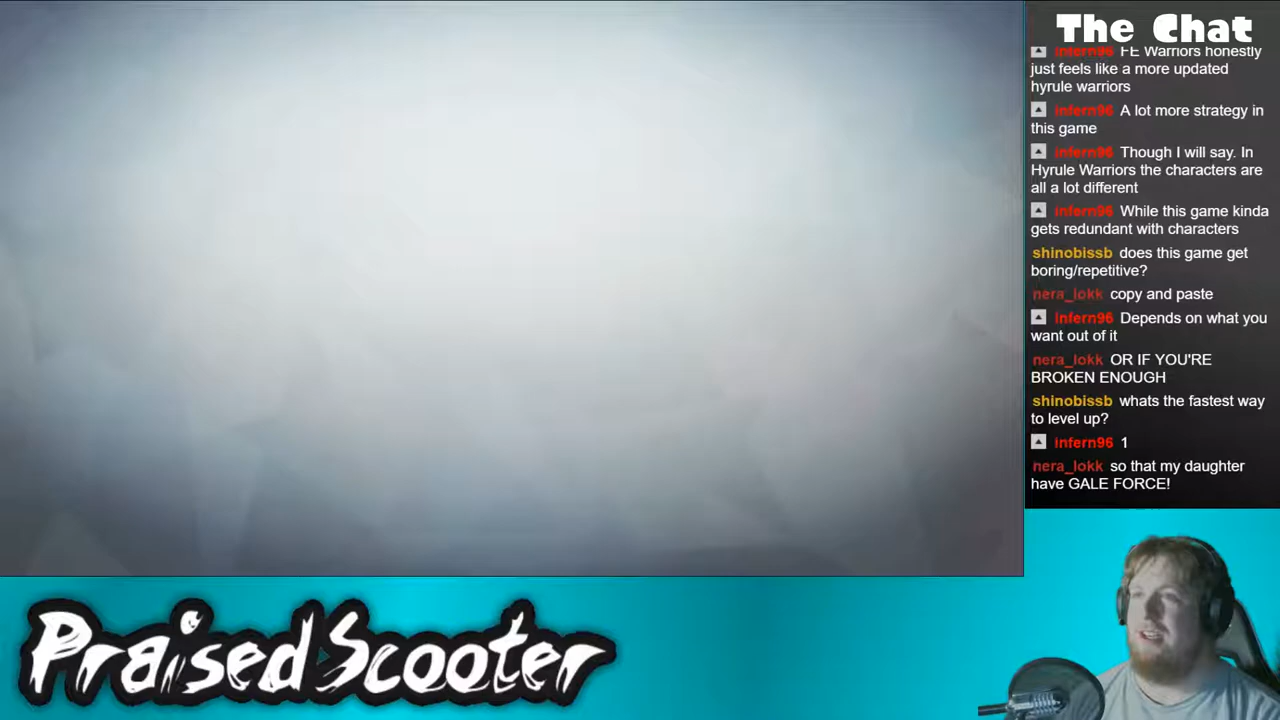 The Chat
infern96 FE Warriors honestly
just feels like a more updated
hyrule warriors
infern96 A lot more strategy in
this game
infern96 Though I will say. In
Hyrule Warriors the characters are
all a lot different
infern96 While this game kinda
gets redundant with characters
shinobissb does this game get
boring/repetitive?
nera_lokk copy and paste
infern96 Depends on what you
want out of it
nera_lokk OR IF YOU'RE
BROKEN ENOUGH
shinobissb whats the fastest way
to level up?
infern96 1
nera_lokk so that my daughter
have GALE FORCE!
PraisedScooter